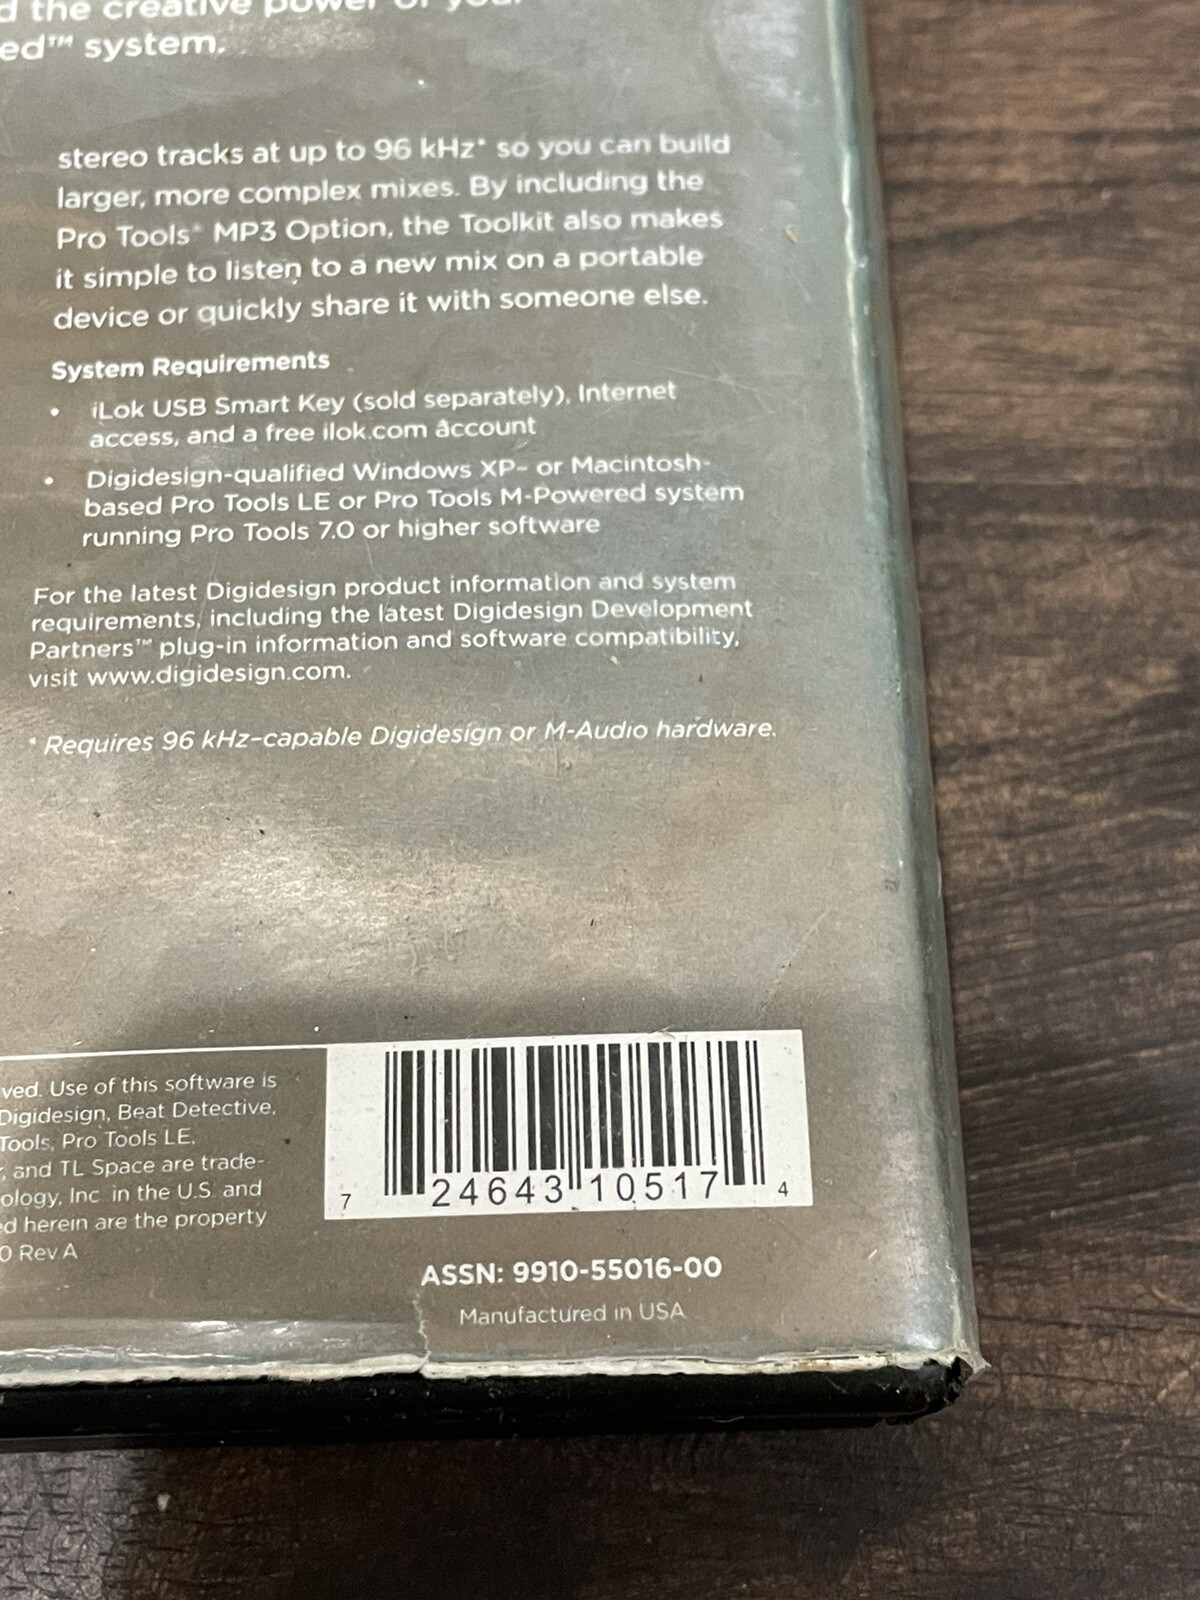 the creative power of your
ed™ system.
stereo tracks at up to 96 kHz* so you can build
larger, more complex mixes. By including the
Pro Tools® MP3 Option, the Toolkit also makes
it simple to listen to a new mix on a portable
device or quickly share it with someone else.
System Requirements
• iLok USB Smart Key (sold separately), Internet
access, and a free ilok.com account
• Digidesign-qualified Windows XP- or Macintosh-
based Pro Tools LE or Pro Tools M-Powered system
running Pro Tools 7.0 or higher software
For the latest Digidesign product information and system
requirements, including the latest Digidesign Development
Partners™ plug-in information and software compatibility,
visit www.digidesign.com.
* Requires 96 kHz-capable Digidesign or M-Audio hardware.
ved. Use of this software is
Digidesign, Beat Detective,
Tools, Pro Tools LE,
, and TL Space are trade-
ology, Inc. in the U.S. and
ed herein are the property
0 Rev.A
7 24643 10517 4
ASSN: 9910-55016-00
Manufactured in USA